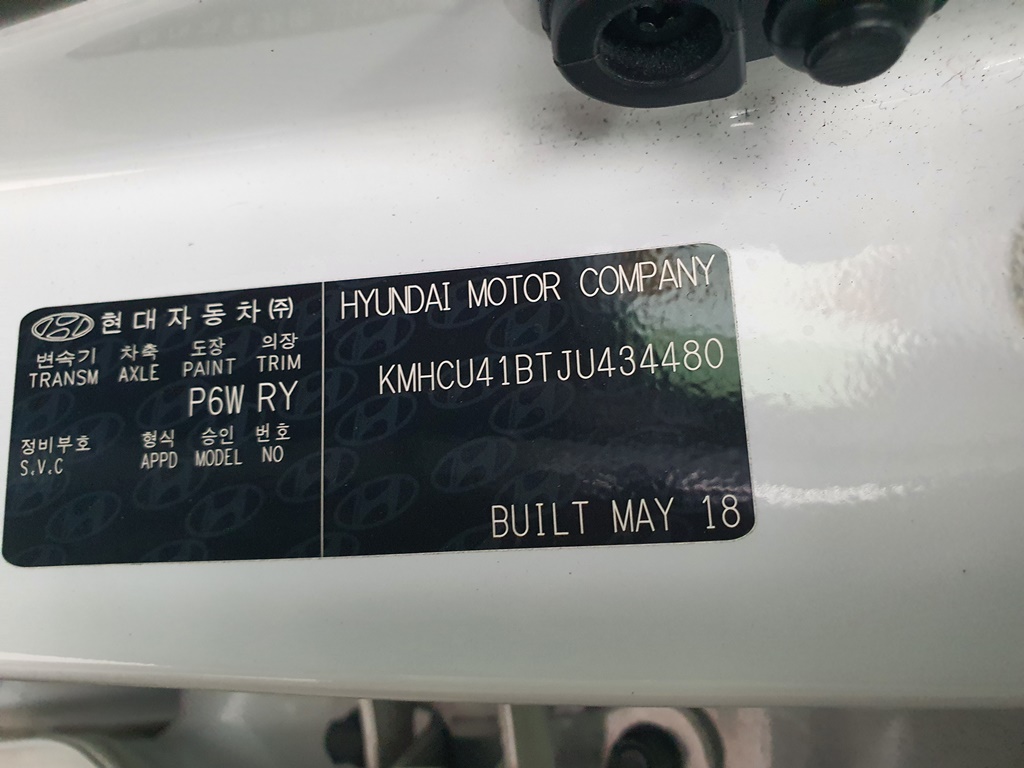 현대자동차㈜
변속기 차축 도장 의장
TRANSM AXLE PAINT TRIM
P6W RY
정비부호 형식 승인 번호
S.V.C APPD MODEL NO
HYUNDAI MOTOR COMPANY
KMHCU41BTJU434480
BUILT MAY 18